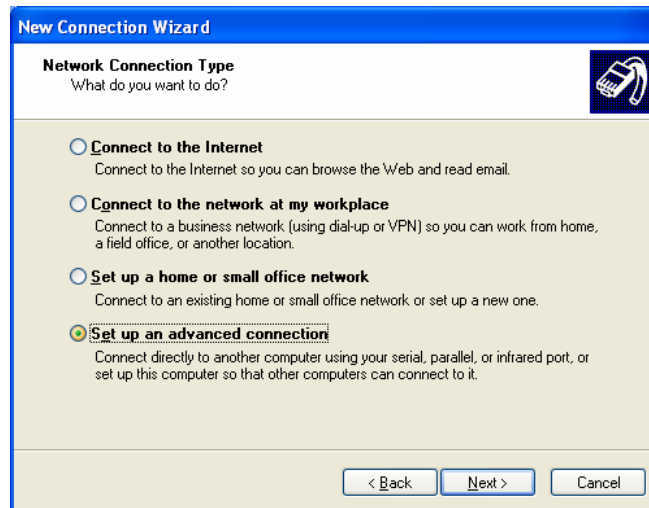 New Connection Wizard
Network Connection Type
What do you want to do?
Connect to the Internet
Connect to the Internet so you can browse the Web and read email.
Connect to the network at my workplace
Connect to a business network (using dial-up or VPN) so you can work from home,
a field office, or another location.
Set up a home or small office network
Connect to an existing home or small office network or set up a new one.
Set up an advanced connection
Connect directly to another computer using your serial, parallel, or infrared port, or
set up this computer so that other computers can connect to it.
< Back Next > Cancel